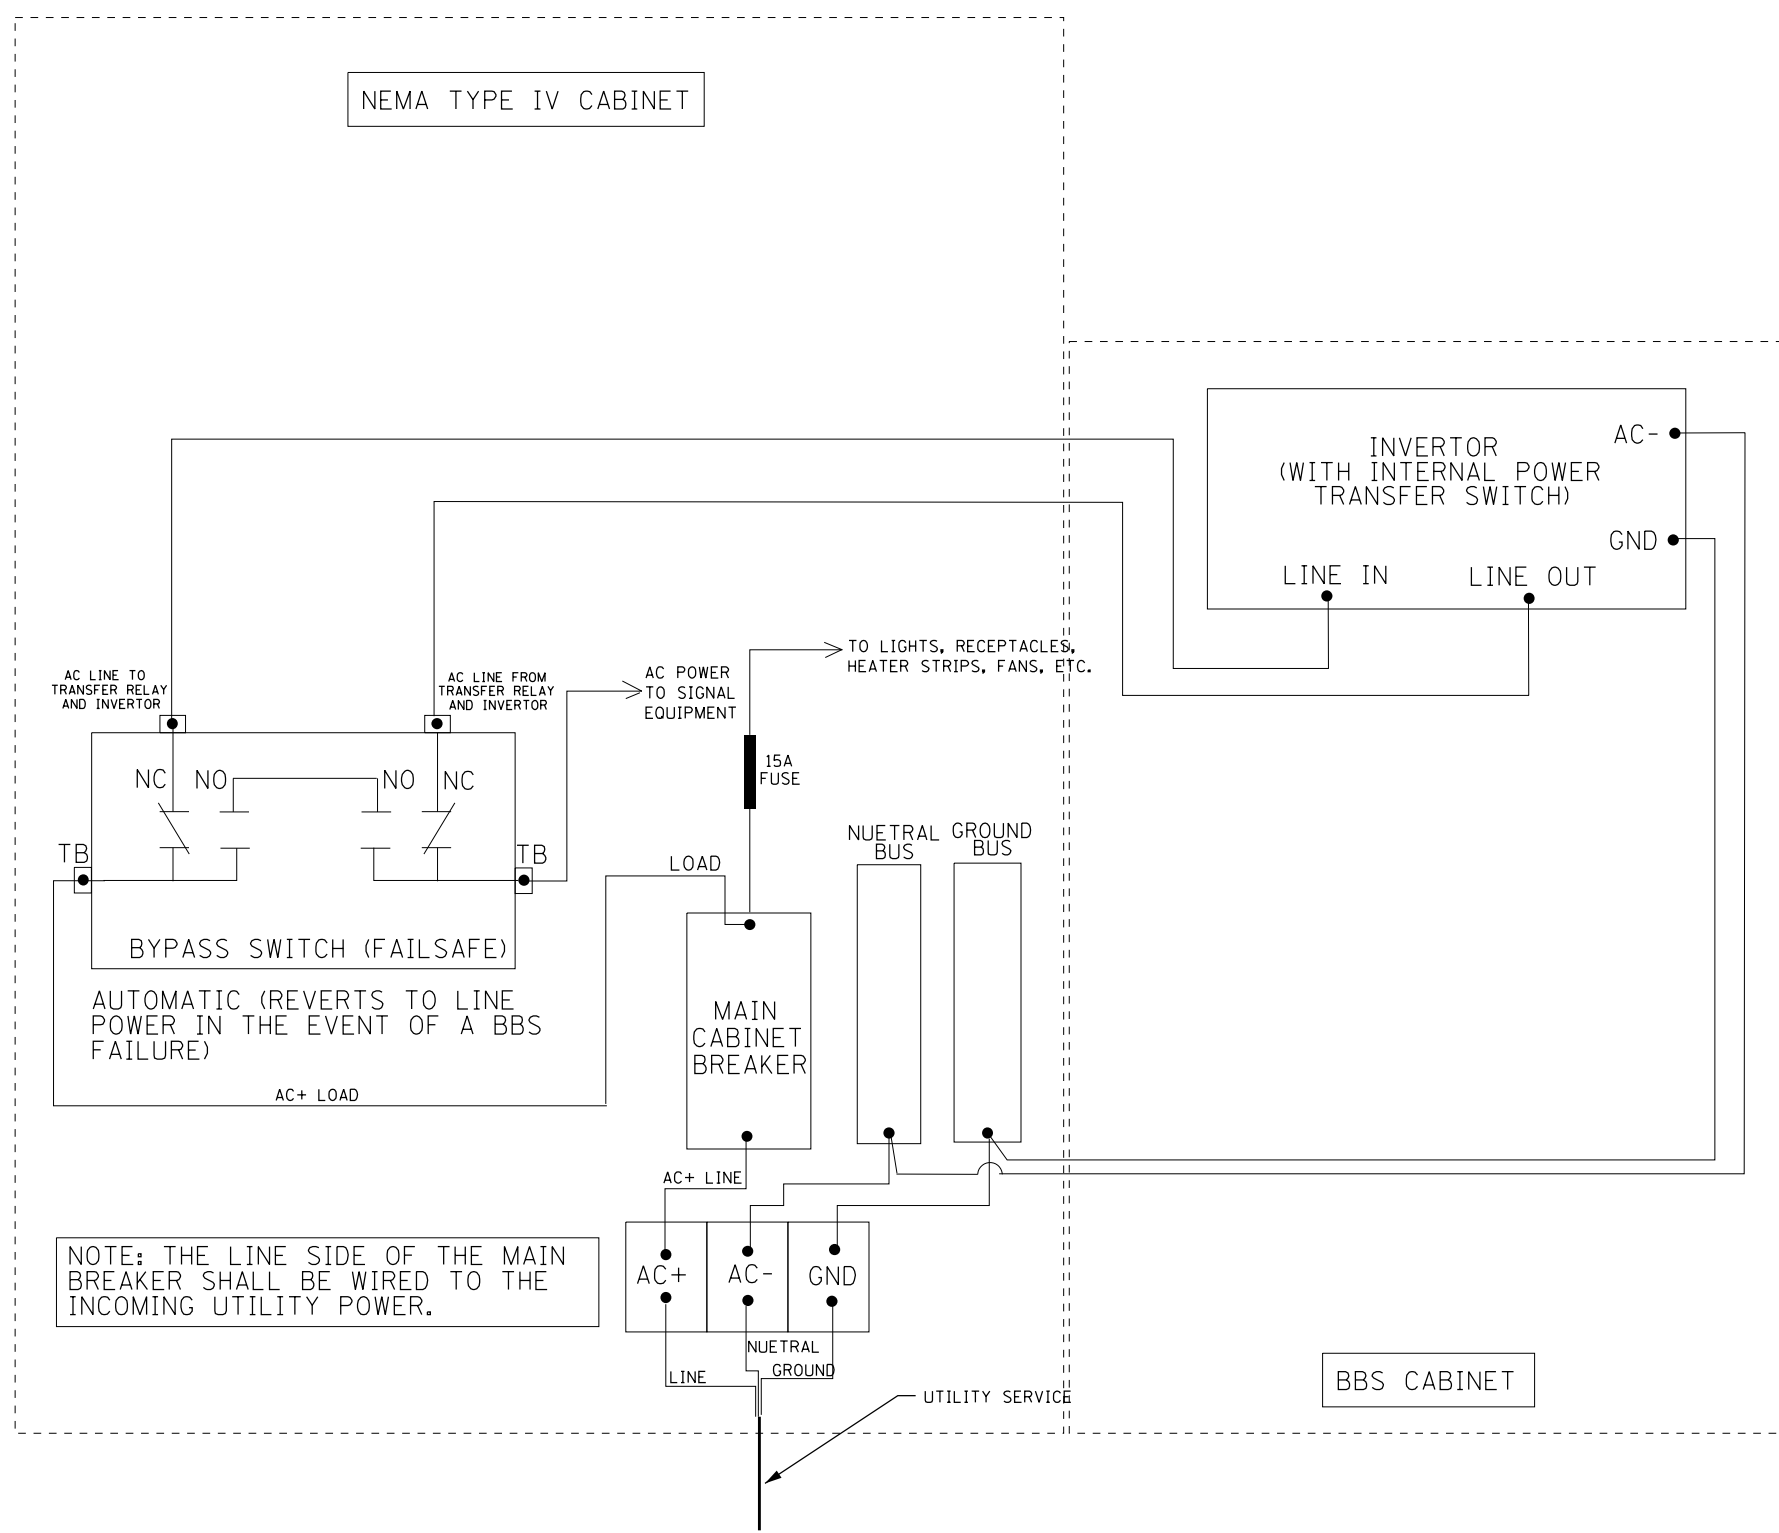 NEMA TYPE IV CABINET
INVERTOR
(WITH INTERNAL POWER
TRANSFER SWITCH)
AC-
GND
LINE IN
LINE OUT
AC LINE TO
TRANSFER RELAY
AND INVERTOR
AC LINE FROM
TRANSFER RELAY
AND INVERTOR
AC POWER
TO SIGNAL
EQUIPMENT
TO LIGHTS, RECEPTACLES,
HEATER STRIPS, FANS, ETC.
15A
FUSE
NC
NO
NO
NC
TB
TB
BYPASS SWITCH (FAILSAFE)
AUTOMATIC (REVERTS TO LINE
POWER IN THE EVENT OF A BBS
FAILURE)
AC+ LOAD
LOAD
MAIN
CABINET
BREAKER
NUETRAL
BUS
GROUND
BUS
AC+ LINE
AC+
AC-
GND
NUETRAL
GROUND
LINE
UTILITY SERVICE
NOTE: THE LINE SIDE OF THE MAIN
BREAKER SHALL BE WIRED TO THE
INCOMING UTILITY POWER.
BBS CABINET